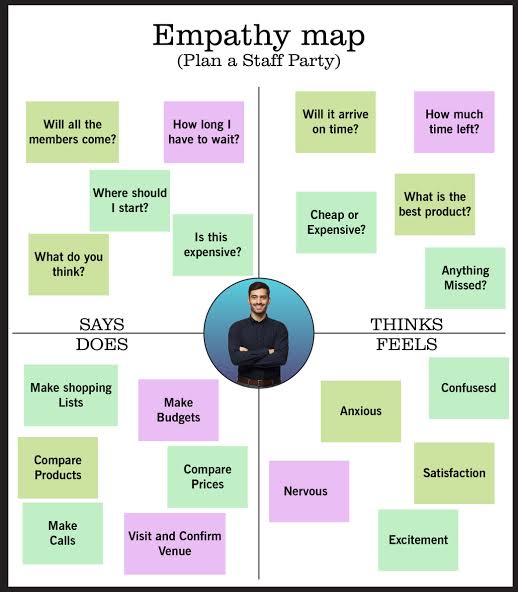 Empathy map
(Plan a Staff Party)
Will all the
members come?
How long I
have to wait?
Where should
I start?
Is this
expensive?
What do you
think?
SAYS
Will it arrive
on time?
How much
time left?
What is the
best product?
Cheap or
Expensive?
Anything
Missed?
THINKS
DOES
Make shopping
Lists
Make
Budgets
Compare
Products
Compare
Prices
Make
Calls
Visit and Confirm
Venue
FEELS
Confusesd
Anxious
Satisfaction
Nervous
Excitement